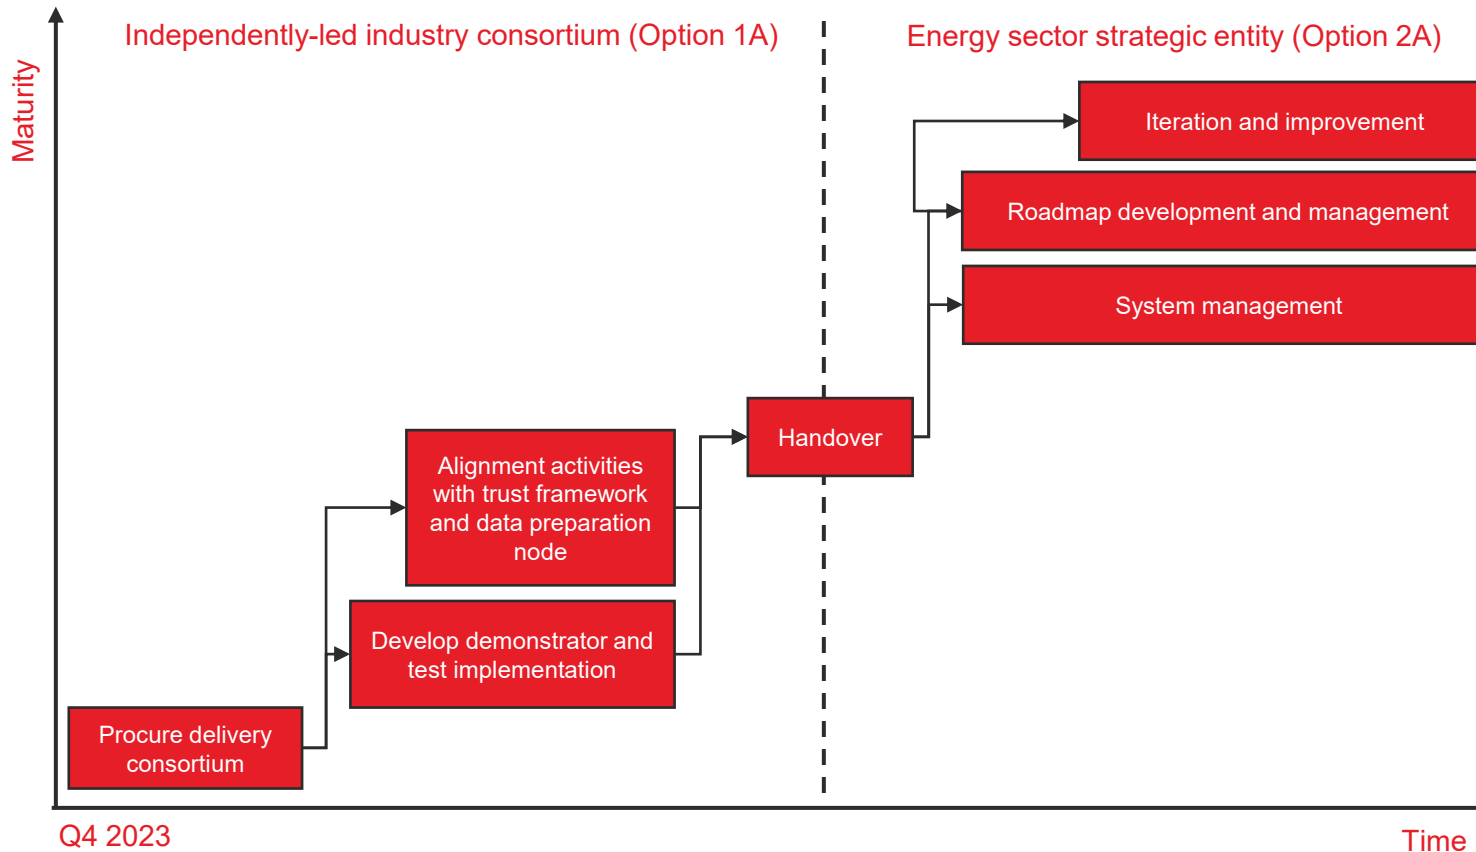 Independently-led industry consortium (Option 1A)
Energy sector strategic entity (Option 2A)
Maturity
Iteration and improvement
Roadmap development and management
System management
Handover
Alignment activities
with trust framework
and data preparation
node
Develop demonstrator and
test implementation
Procure delivery
consortium
Q4 2023
Time